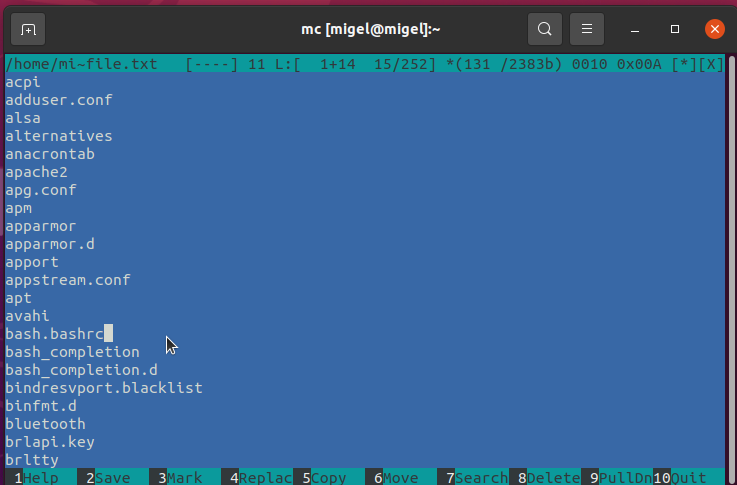 mc [migel@migel]:~
/home/mi~file.txt   [----] 11 L:[  1+14  15/252] *(131 /2383b) 0010 0x00A [*][X]
acpi
adduser.conf
alsa
alternatives
anacrontab
apache2
apg.conf
apm
apparmor
apparmor.d
apport
appstream.conf
apt
avahi
bash.bashrc
bash_completion
bash_completion.d
bindresvport.blacklist
binfmt.d
bluetooth
brlapi.key
brltty
1Help 2Save 3Mark 4Replac 5Copy 6Move 7Search 8Delete 9PullDn 10Quit